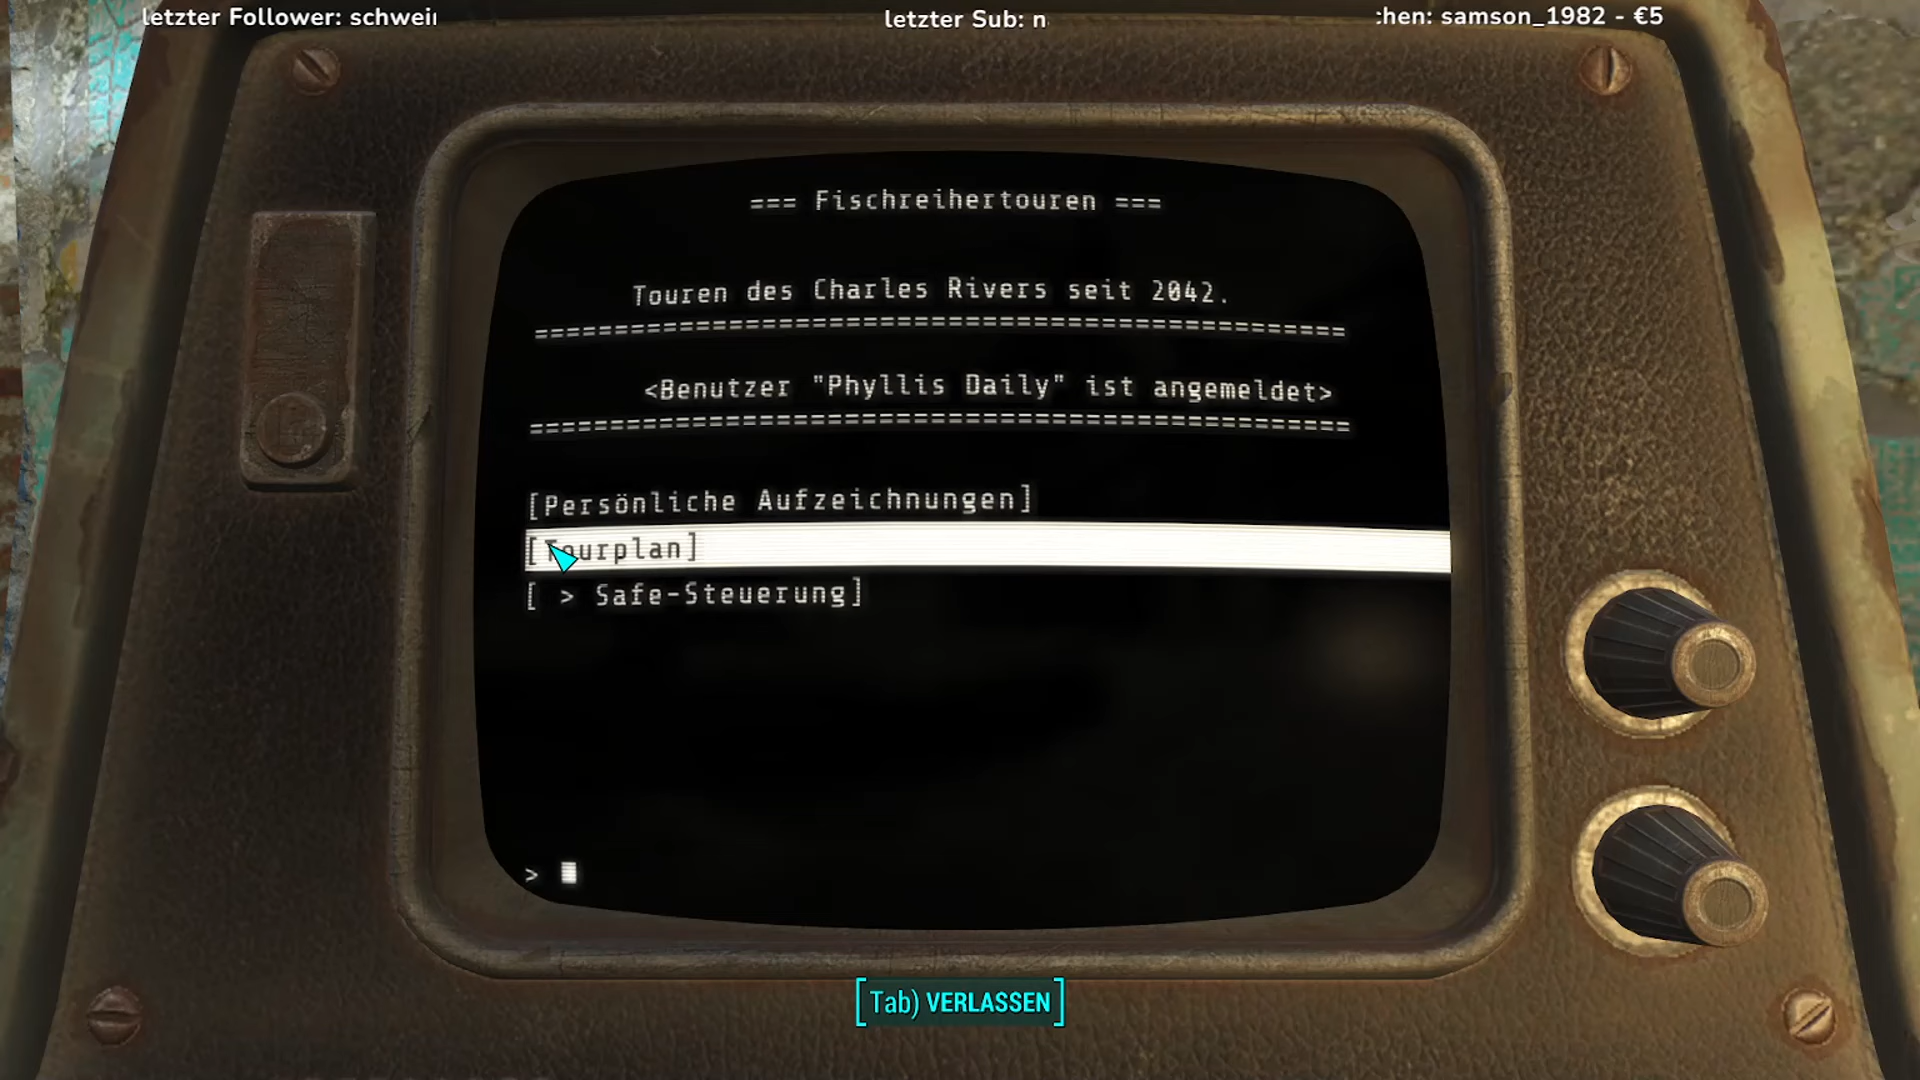 letzter Follower: schwein
letzter Sub: n
:hen: samson_1982 - €5
=== Fischreihertouren ===
Touren des Charles Rivers seit 2042.
<Benutzer "Phyllis Daily" ist angemeldet>
[Persönliche Aufzeichnungen]
[Tourplan]
[ > Safe-Steuerung]
>
[Tab) VERLASSEN]